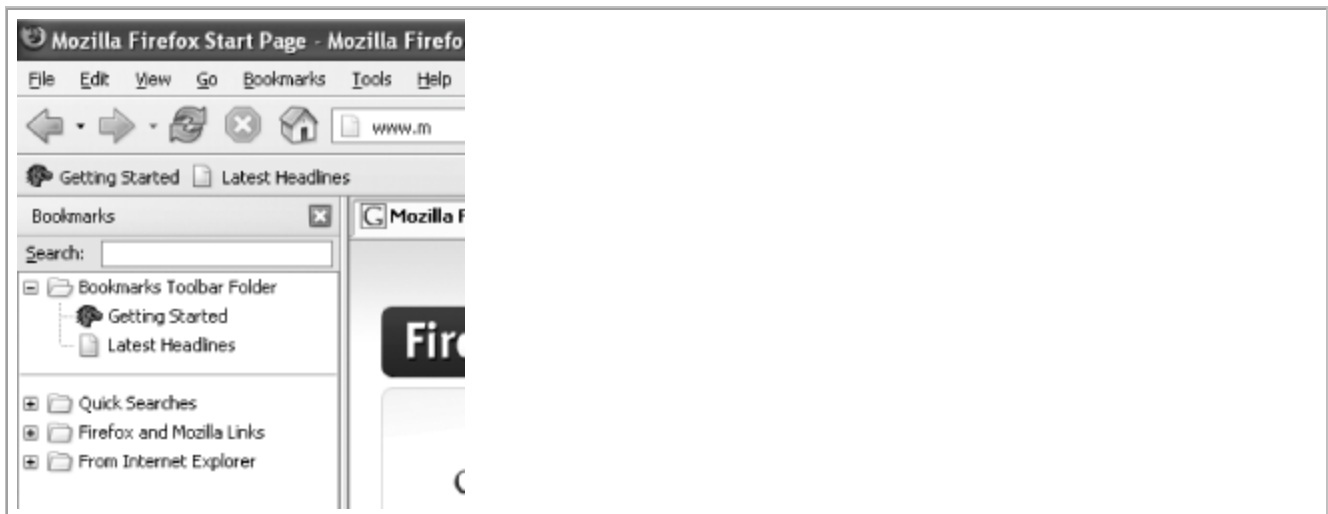 Mozilla Firefox Start Page - Mozilla Firefo
File Edit View Go Bookmarks Tools Help
www.m
Getting Started Latest Headlines
Bookmarks
Mozilla F
Search:
Bookmarks Toolbar Folder
Getting Started
Latest Headlines
Fire
Quick Searches
Firefox and Mozilla Links
From Internet Explorer